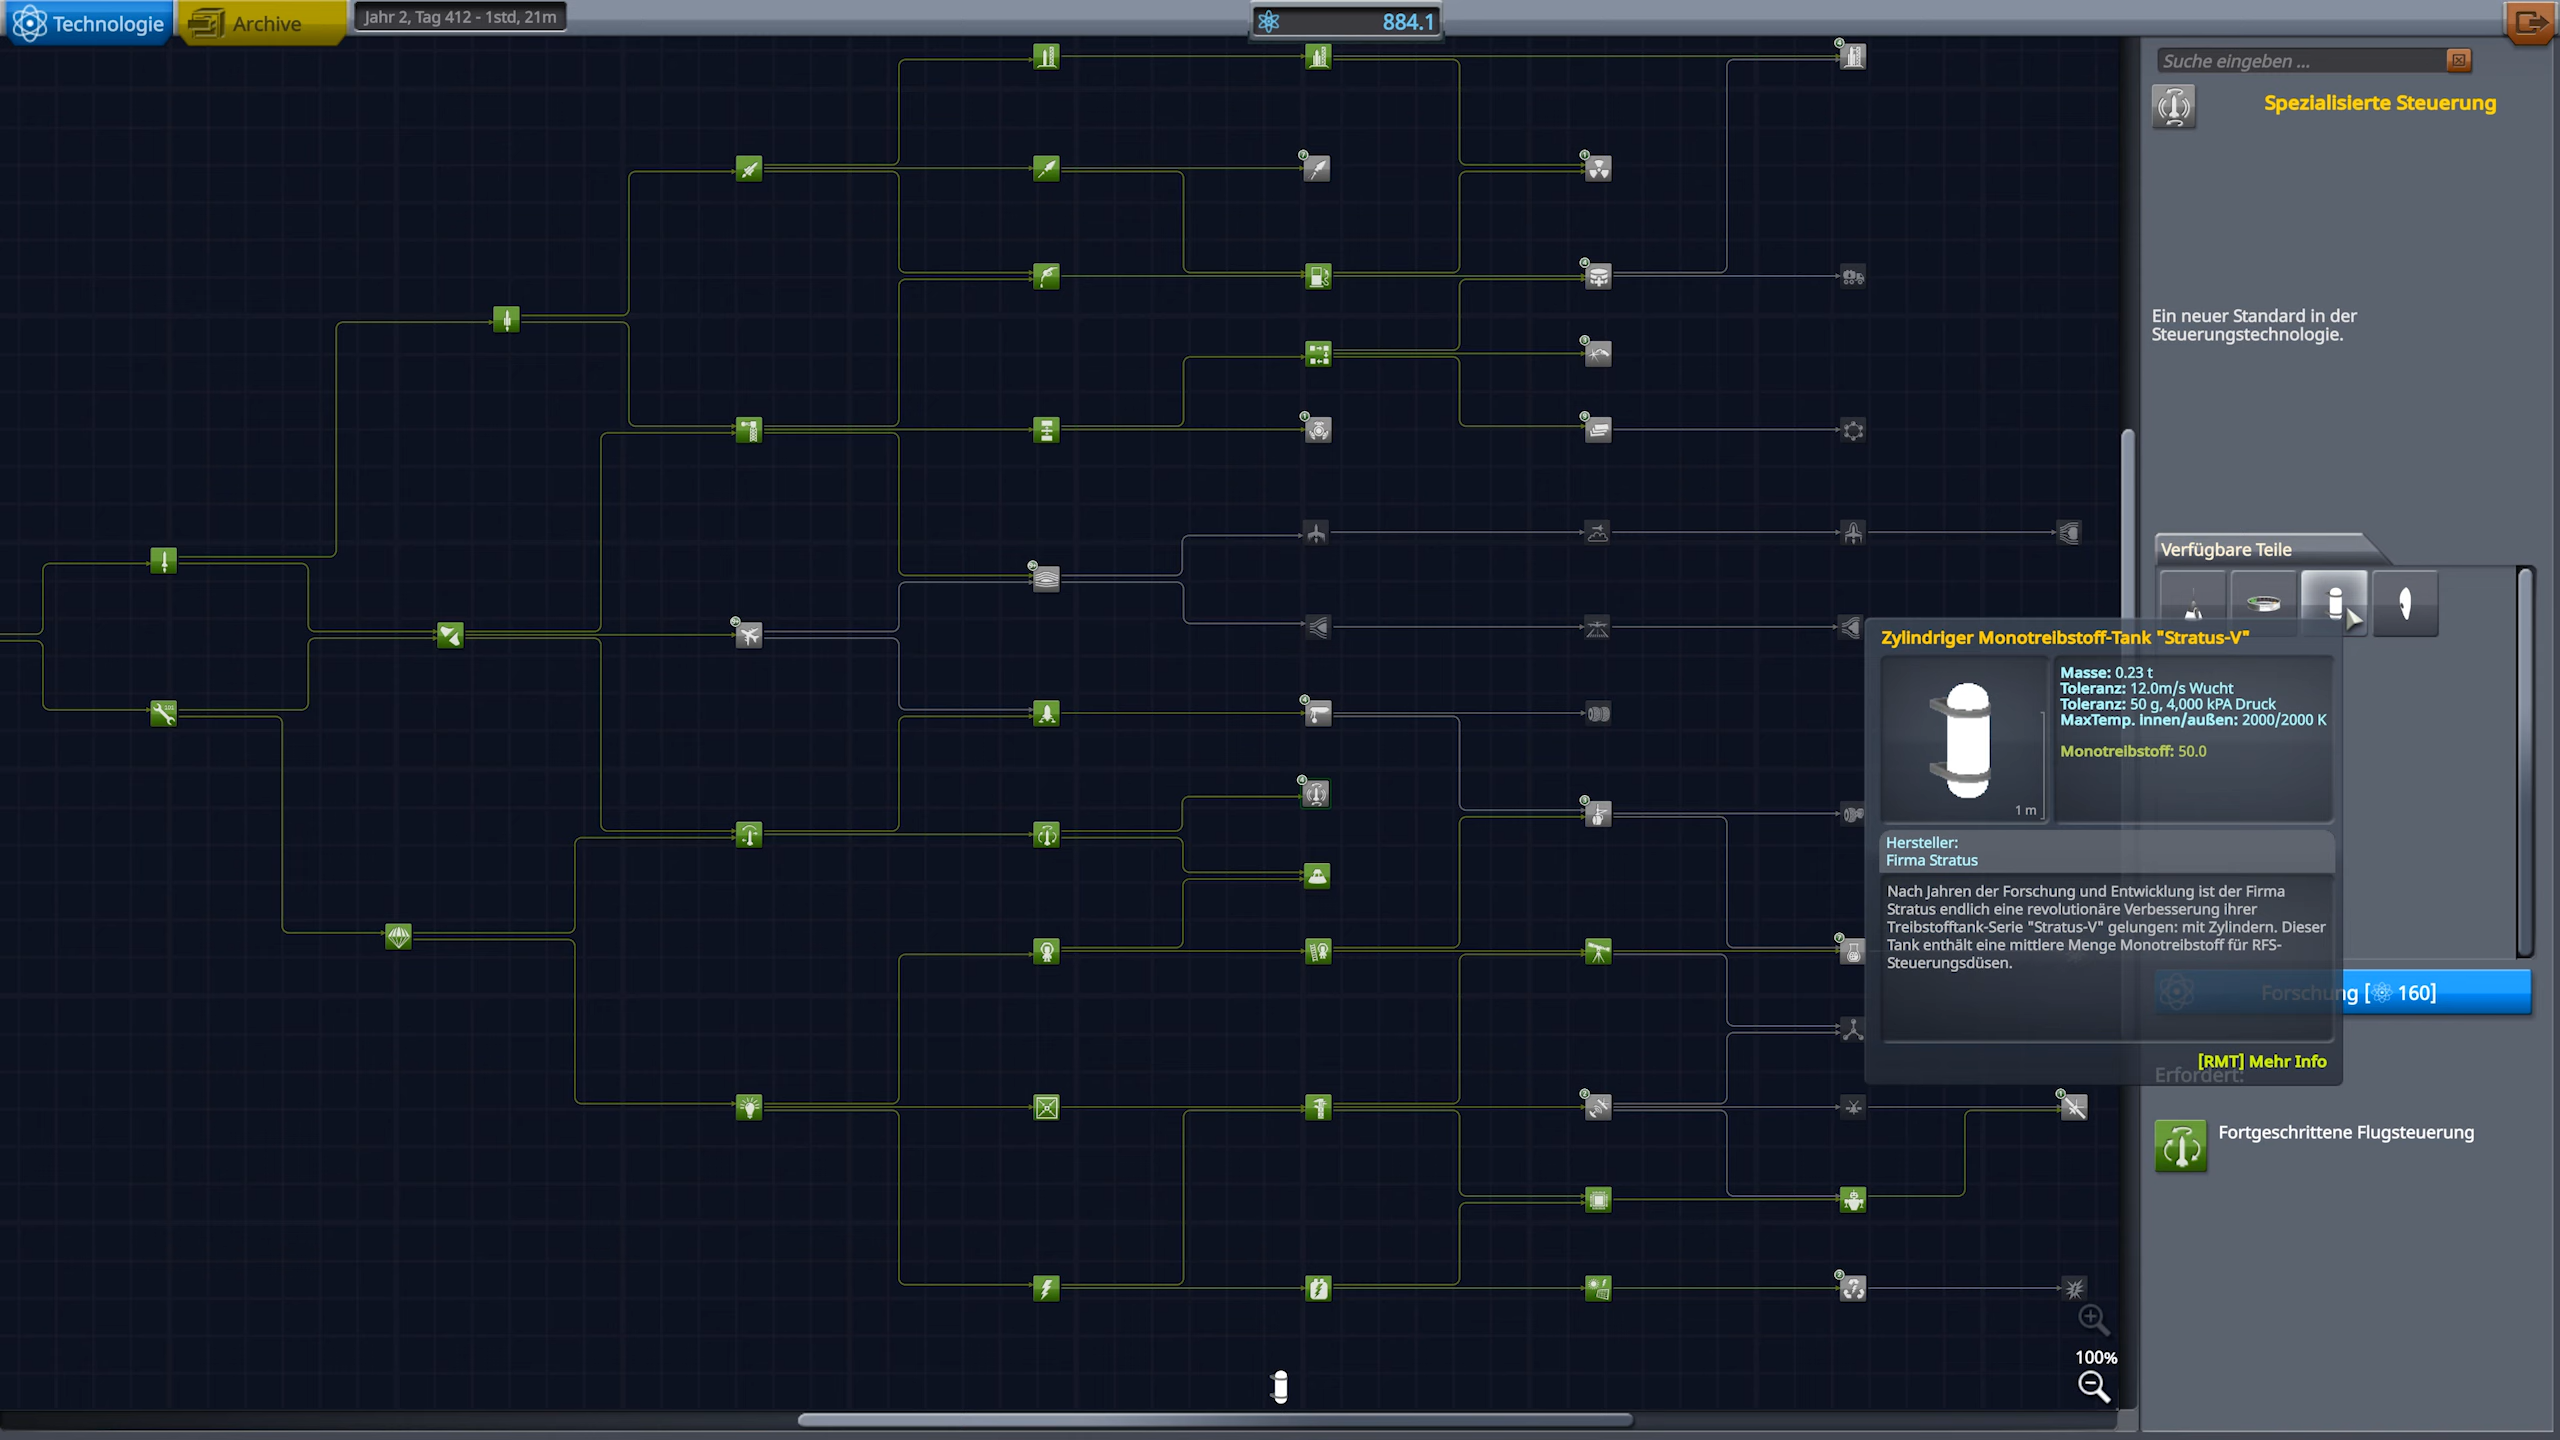 Technologie
Archive
Jahr 2, Tag 412 - 1std, 21m
884.1
Suche eingeben ...
Spezialisierte Steuerung
Ein neuer Standard in der
Steuerungstechnologie.
Verfügbare Teile
Zylindriger Monotreibstoff-Tank "Stratus-V"
Masse: 0.23 t
Toleranz: 12.0m/s Wucht
Toleranz: 50 g, 4,000 kPA Druck
MaxTemp. innen/außen: 2000/2000 K
Monotreibstoff: 50.0
1 m
Hersteller:
Firma Stratus
Nach Jahren der Forschung und Entwicklung ist der Firma
Stratus endlich eine revolutionäre Verbesserung ihrer
Treibstofftank-Serie "Stratus-V" gelungen: mit Zylindern. Dieser
Tank enthält eine mittlere Menge Monotreibstoff für RFS-
Steuerungsdüsen.
Forschung [160]
[RMT] Mehr Info
Erfordert:
Fortgeschrittene Flugsteuerung
100%